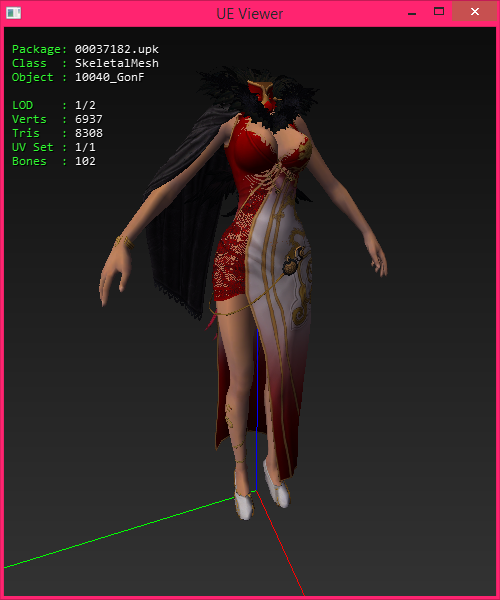 UE Viewer
Package: 00037182.upk
Class : SkeletalMesh
Object : 10040_GonF
LOD : 1/2
Verts : 6937
Tris : 8308
UV Set : 1/1
Bones : 102